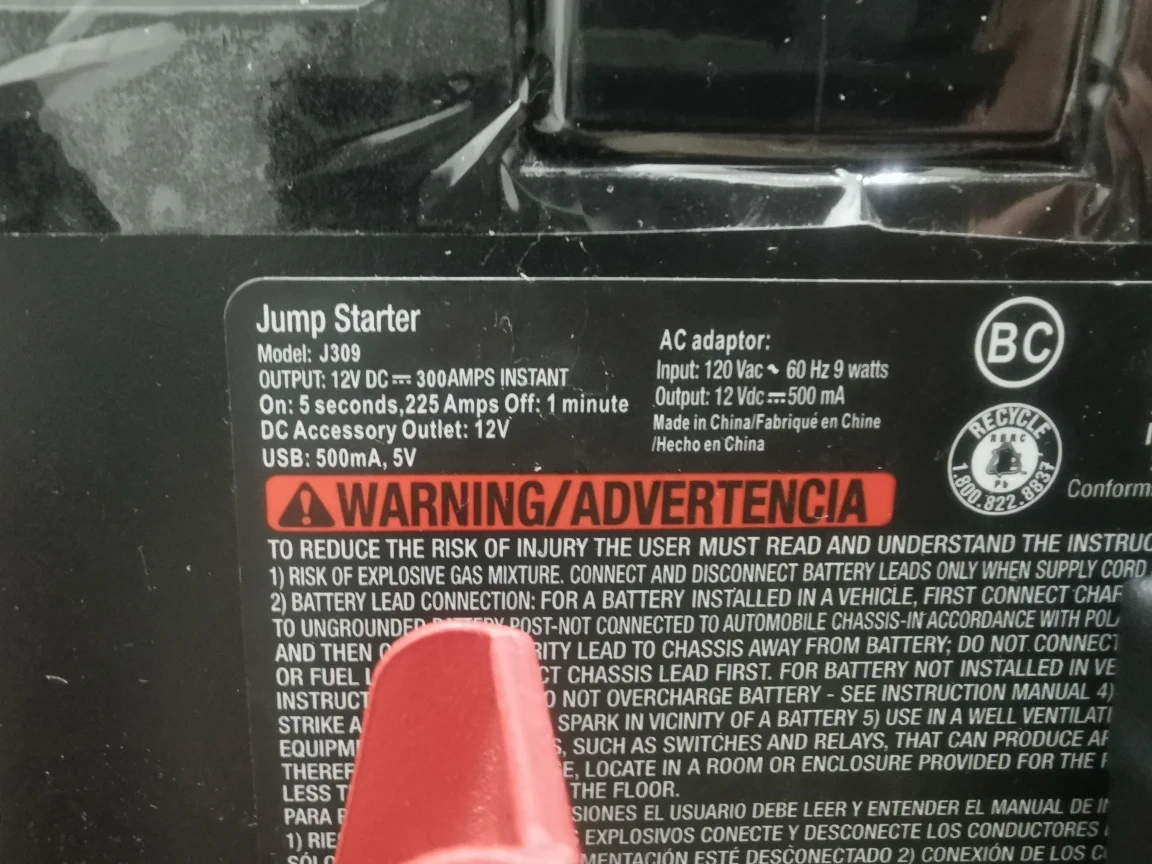 Jump Starter
Model: J309
OUTPUT: 12V DC⎓ 300AMPS INSTANT
On: 5 seconds,225 Amps Off: 1 minute
DC Accessory Outlet: 12V
USB: 500mA, 5V
AC adaptor:
Input: 120 Vac ~ 60 Hz 9 watts
Output: 12 Vdc⎓500 mA
Made in China/Fabriqué en Chine
/Hecho en China
BC
RECYCLE
RBRC
Pb
1.800.822.8837
⚠WARNING/ADVERTENCIA
TO REDUCE THE RISK OF INJURY THE USER MUST READ AND UNDERSTAND THE
1) RISK OF EXPLOSIVE GAS MIXTURE. CONNECT AND DISCONNECT BATTERY LEADS ONLY WHEN SUPPLY CORD
2) BATTERY LEAD CONNECTION: FOR A BATTERY INSTALLED IN A VEHICLE, FIRST CONNECT
TO UNGROUNDED POST-NOT CONNECTED TO AUTOMOBILE CHASSIS-IN ACCORDANCE WITH
AND THEN LEAD TO CHASSIS AWAY FROM BATTERY; DO NOT CONNECT
OR FUEL CHASSIS LEAD FIRST. FOR BATTERY NOT INSTALLED IN
NOT OVERCHARGE BATTERY - SEE INSTRUCTION MANUAL 4)
STRIKE A SPARK IN VICINITY OF A BATTERY 5) USE IN A WELL
SUCH AS SWITCHES AND RELAYS, THAT CAN PRODUCE
LOCATE IN A ROOM OR ENCLOSURE PROVIDED FOR THE
LESS THE FLOOR.
PARA EL USUARIO DEBE LEER Y ENTENDER EL MANUAL DE
1) EXPLOSIVOS CONECTE Y DESCONECTE LOS CONDUCTORES
ESTÉ DESCONECTADO 2) CONEXIÓN DE LOS